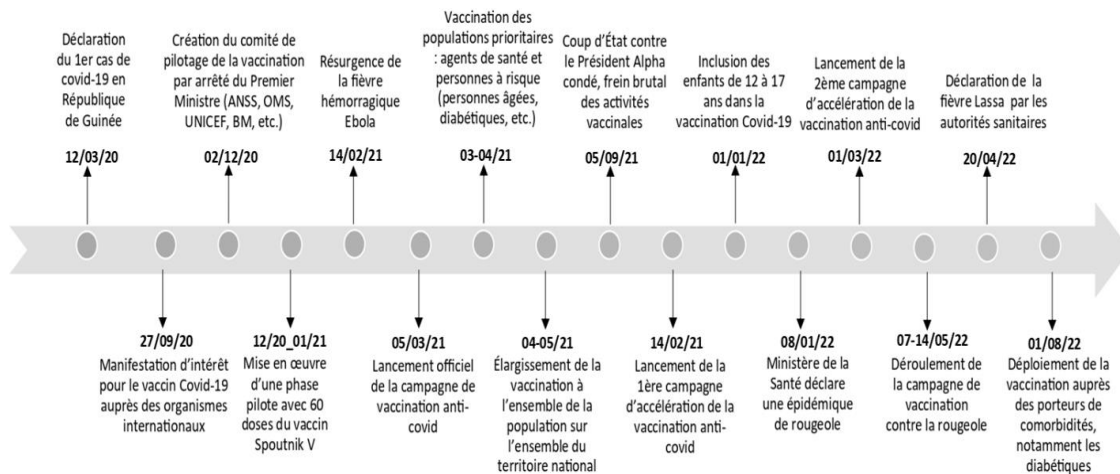 Déclaration
du 1er cas de
covid-19 en
République
de Guinée
12/03/20
Création du comité de
pilotage de la vaccination
par arrêté du Premier
Ministre (ANSS, OMS,
UNICEF, BM, etc.)
02/12/20
Résurgence de
la fièvre
hémorragique
Ebola
14/02/21
Vaccination des
populations prioritaires
: agents de santé et
personnes à risque
(personnes âgées,
diabétiques, etc.)
03-04/21
Coup d'État contre
le Président Alpha
condé, frein brutal
des activités
vaccinales
05/09/21
Inclusion des
enfants de 12 à 17
ans dans la
vaccination Covid-19
01/01/22
Lancement de la
2ème campagne
d'accélération de la
vaccination anti-covid
01/03/22
Déclaration de la
fièvre Lassa par les
autorités sanitaires
20/04/22
27/09/20
Manifestation d'intérêt
pour le vaccin Covid-19
auprès des organismes
internationaux
12/20_01/21
Mise en œuvre
d'une phase
pilote avec 60
doses du vaccin
Spoutnik V
05/03/21
Lancement officiel
de la campagne de
vaccination anti-
covid
04-05/21
Élargissement de la
vaccination à
l'ensemble de la
population sur
l'ensemble du
territoire national
14/02/21
Lancement de la
1ère campagne
d'accélération de la
vaccination anti-
covid
08/01/22
Ministère de la
Santé déclare
une épidémique
de rougeole
07-14/05/22
Déroulement de
la campagne de
vaccination
contre la rougeole
01/08/22
Déploiement de la
vaccination auprès
des porteurs de
comorbidités,
notamment les
diabétiques